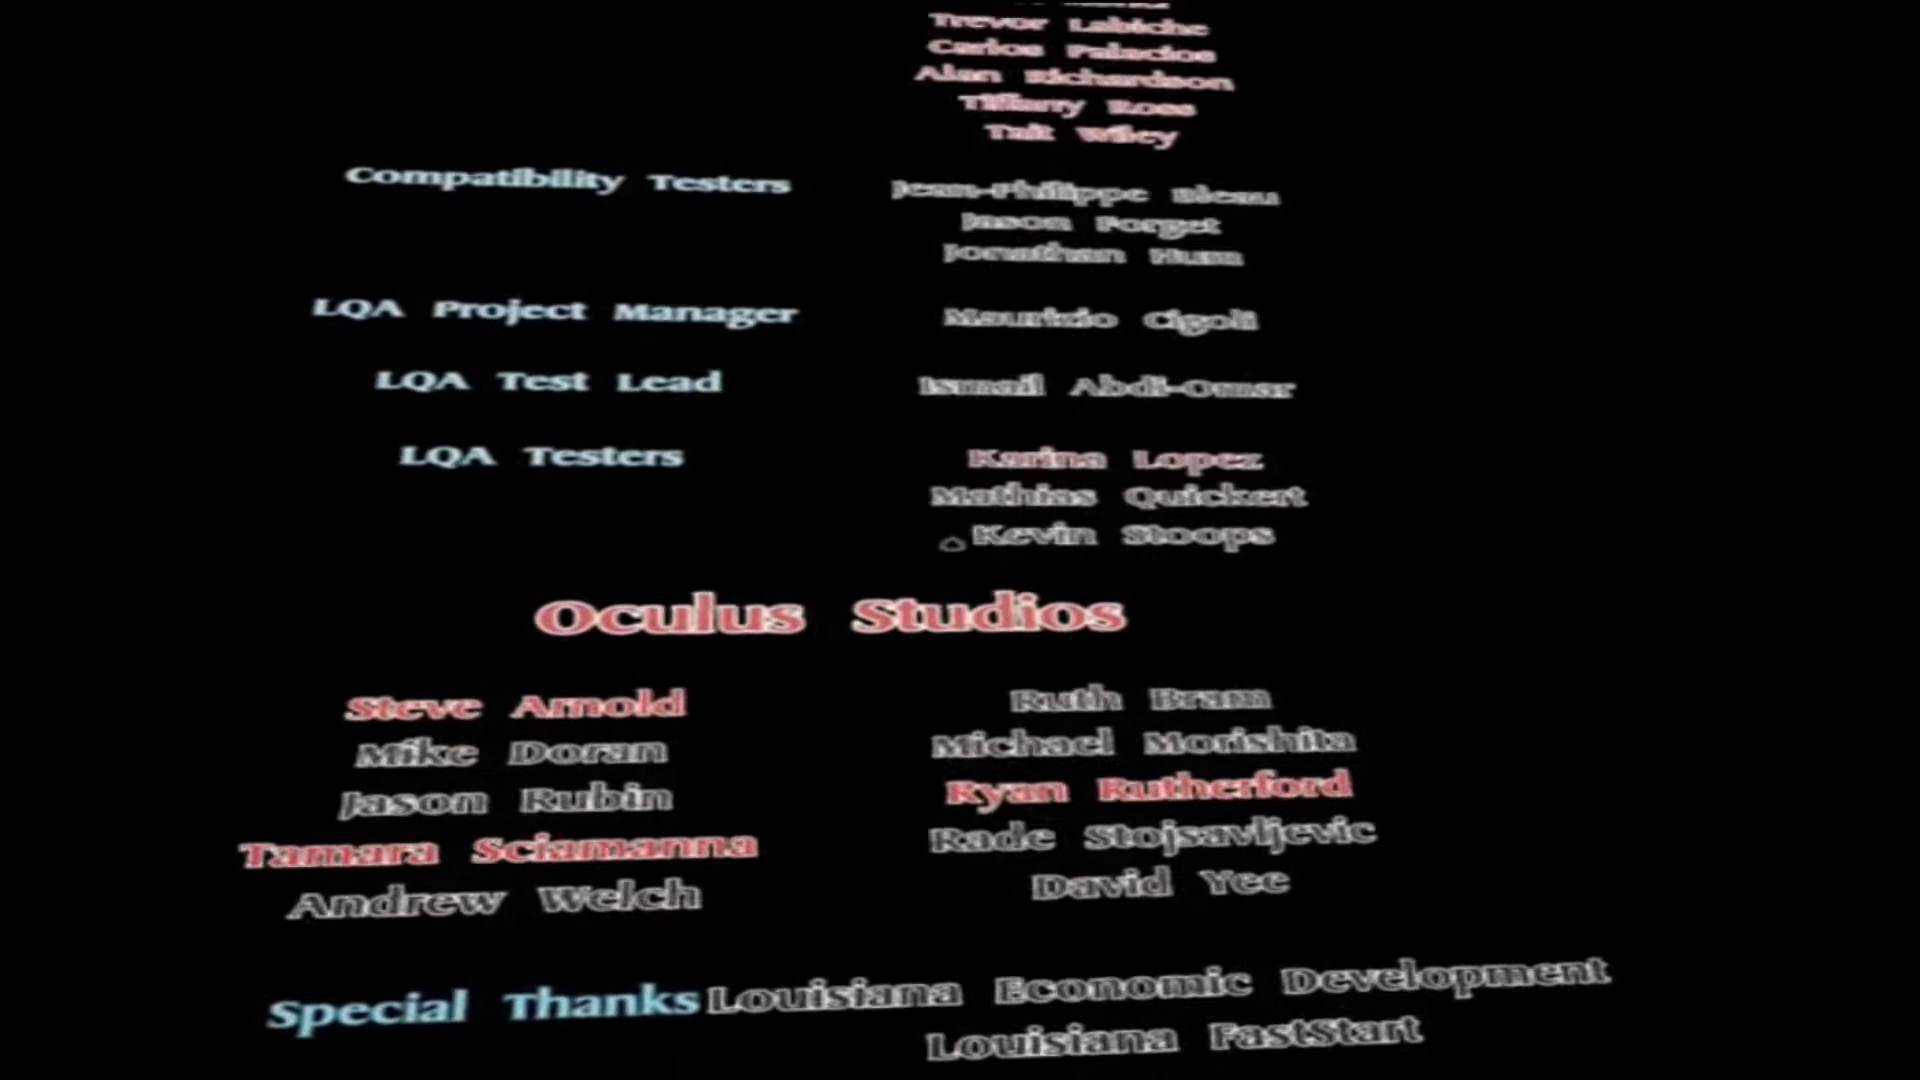 Trevor Labiche
Carlos Palacios
Alan Richardson
Tiffany Ross
Tait Wiley
Compatibility Testers Jean-Philippe Bleau
Jason Forget
Jonathan Hum
LQA Project Manager Maurizio Cigoli
LQA Test Lead Ismail Abdi-Omar
LQA Testers Karina Lopez
Mathias Quickert
Kevin Stoops
Oculus Studios
Steve Arnold Ruth Bram
Mike Doran Michael Morishita
Jason Rubin Ryan Rutherford
Tamara Sciamanna Rade Stojsavljevic
Andrew Welch David Yee
Special Thanks Louisiana Economic Development
Louisiana FastStart